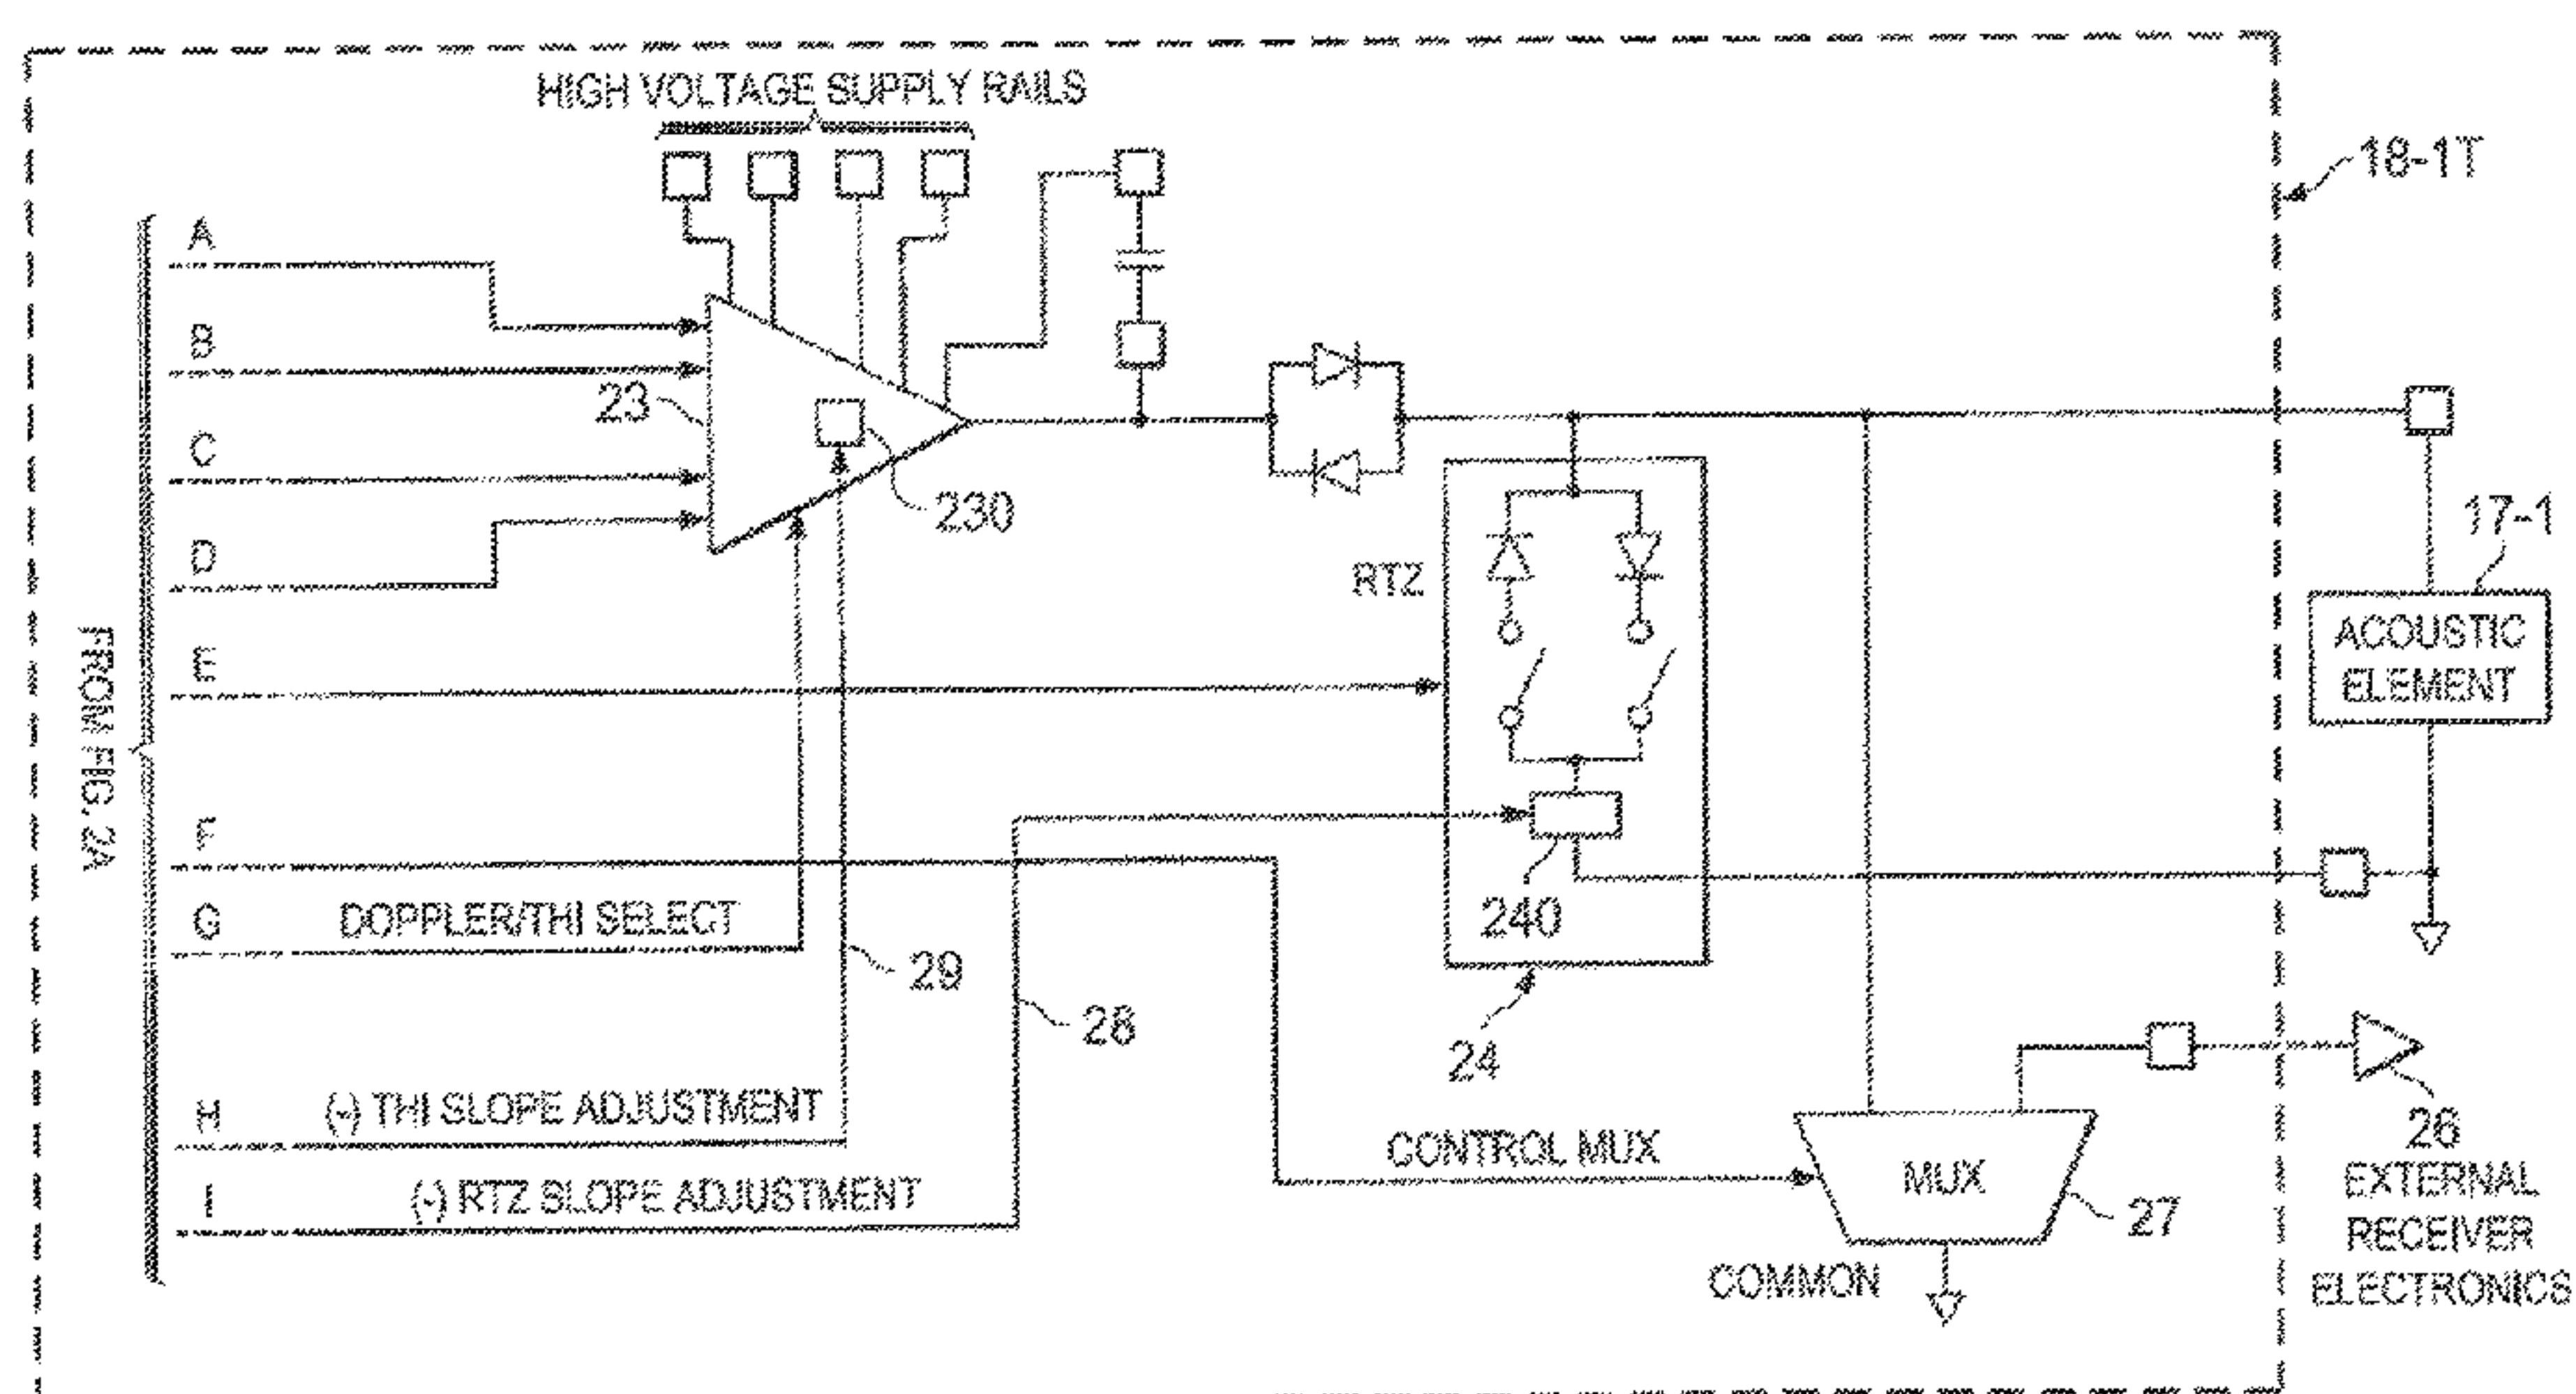 HIGH VOLTAGE SUPPLY RAILS
18-1T
A
B
23
C
230
D
17-1
RTZ
ACOUSTIC
ELEMENT
E
FROM FIG. 2A
F
240
G DOPPLER/THI SELECT
29
28
24
H (-) THI SLOPE ADJUSTMENT
CONTROL MUX
MUX
26
EXTERNAL
RECEIVER
ELECTRONICS
I (-) RTZ SLOPE ADJUSTMENT
27
COMMON